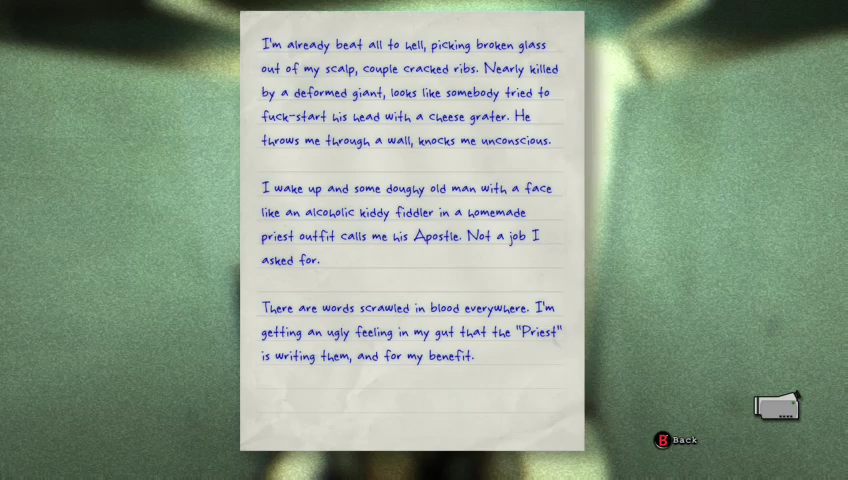 I'm already beat all to hell, picking broken glass
out of my scalp, couple cracked ribs. Nearly killed
by a deformed giant, looks like somebody tried to
fuck-start his head with a cheese grater. He
throws me through a wall, knocks me unconscious.
I wake up and some doughy old man with a face
like an alcoholic kiddy fiddler in a homemade
priest outfit calls me his Apostle. Not a job I
asked for.
There are words scrawled in blood everywhere. I'm
getting an ugly feeling in my gut that the "Priest"
is writing them, and for my benefit.
B Back